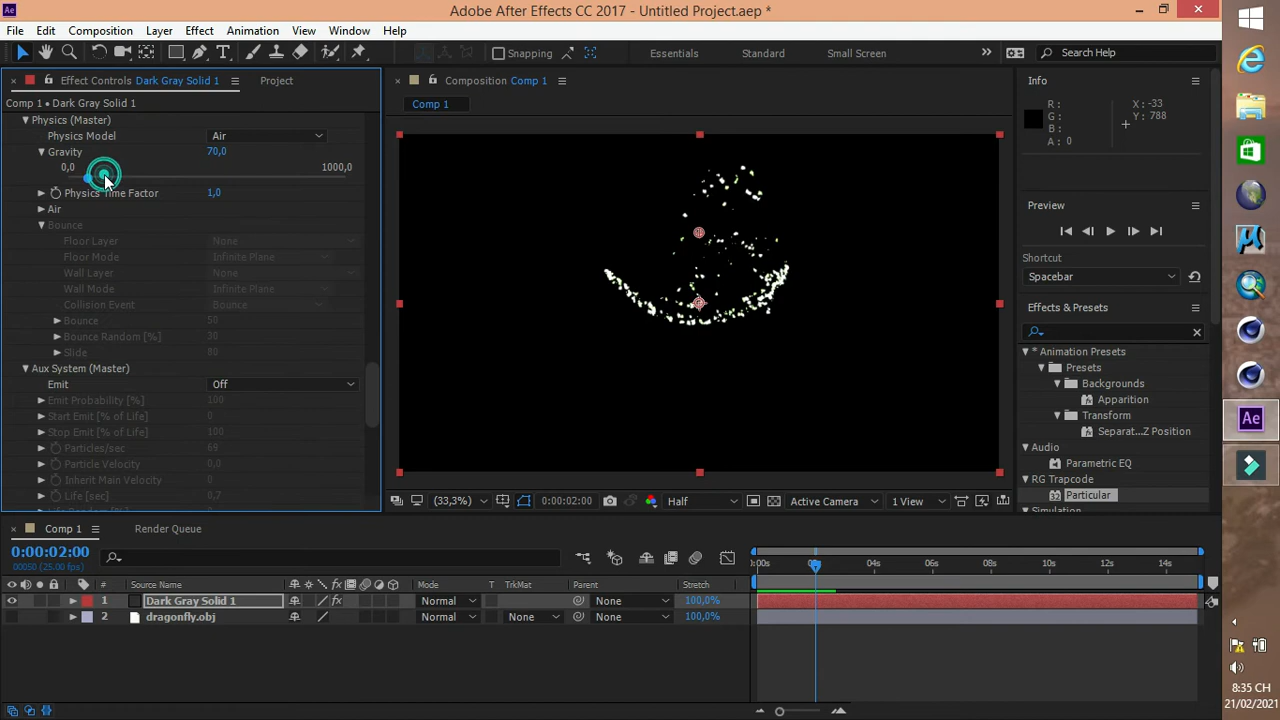 Adobe After Effects CC 2017 - Untitled Project.aep *
File Edit Composition Layer Effect Animation View Window Help
Snapping Essentials Standard Small Screen Search Help
Effect Controls Dark Gray Solid 1 Project
Comp 1 • Dark Gray Solid 1
Physics (Master)
Physics Model Air
Gravity 70,0
0,0 1000,0
Physics Time Factor 1,0
Air
Bounce
Floor Layer None
Floor Mode Infinite Plane
Wall Layer None
Wall Mode Infinite Plane
Collision Event Bounce
Bounce 50
Bounce Random [%] 30
Slide 80
Aux System (Master)
Emit Off
Emit Probability [%] 100
Start Emit [% of Life] 0
Stop Emit [% of Life] 100
Particles/sec 69
Particle Velocity 0,0
Inherit Main Velocity 0
Life [sec] 0,7
Composition Comp 1
Comp 1
(33,3%) 0:00:02:00 Half Active Camera 1 View
Info
R: X: -33
G: Y: 788
B:
A: 0
Preview
Shortcut
Spacebar
Effects & Presets
* Animation Presets
Presets
Backgrounds
Apparition
Transform
Separat...Z Position
Audio
Parametric EQ
RG Trapcode
Particular
Simulation
Comp 1 Render Queue
0:00:02:00
00050 (25.00 fps)
# Source Name Mode T TrkMat Parent Stretch
1 Dark Gray Solid 1 Normal None 100,0%
2 dragonfly.obj Normal None None 100,0%
04s 06s 08s 10s 12s 14s
8:35 CH
21/02/2021